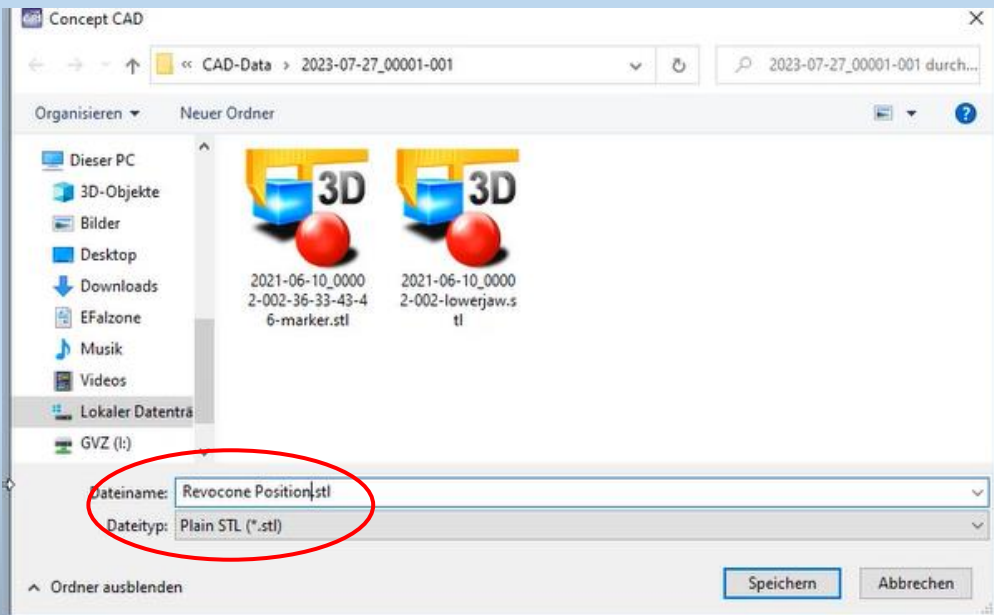 Concept CAD
« CAD-Data › 2023-07-27_00001-001
2023-07-27_00001-001 durch...
Organisieren
Neuer Ordner
Dieser PC
3D-Objekte
Bilder
Desktop
Downloads
EFalzone
Musik
Videos
Lokaler Datenträ
GVZ (I:)
3D
2021-06-10_0000
2-002-36-33-43-4
6-marker.stl
3D
2021-06-10_0000
2-002-lowerjaw.s
tl
Dateiname: Revocone Position.stl
Dateityp: Plain STL (*.stl)
Ordner ausblenden
Speichern
Abbrechen